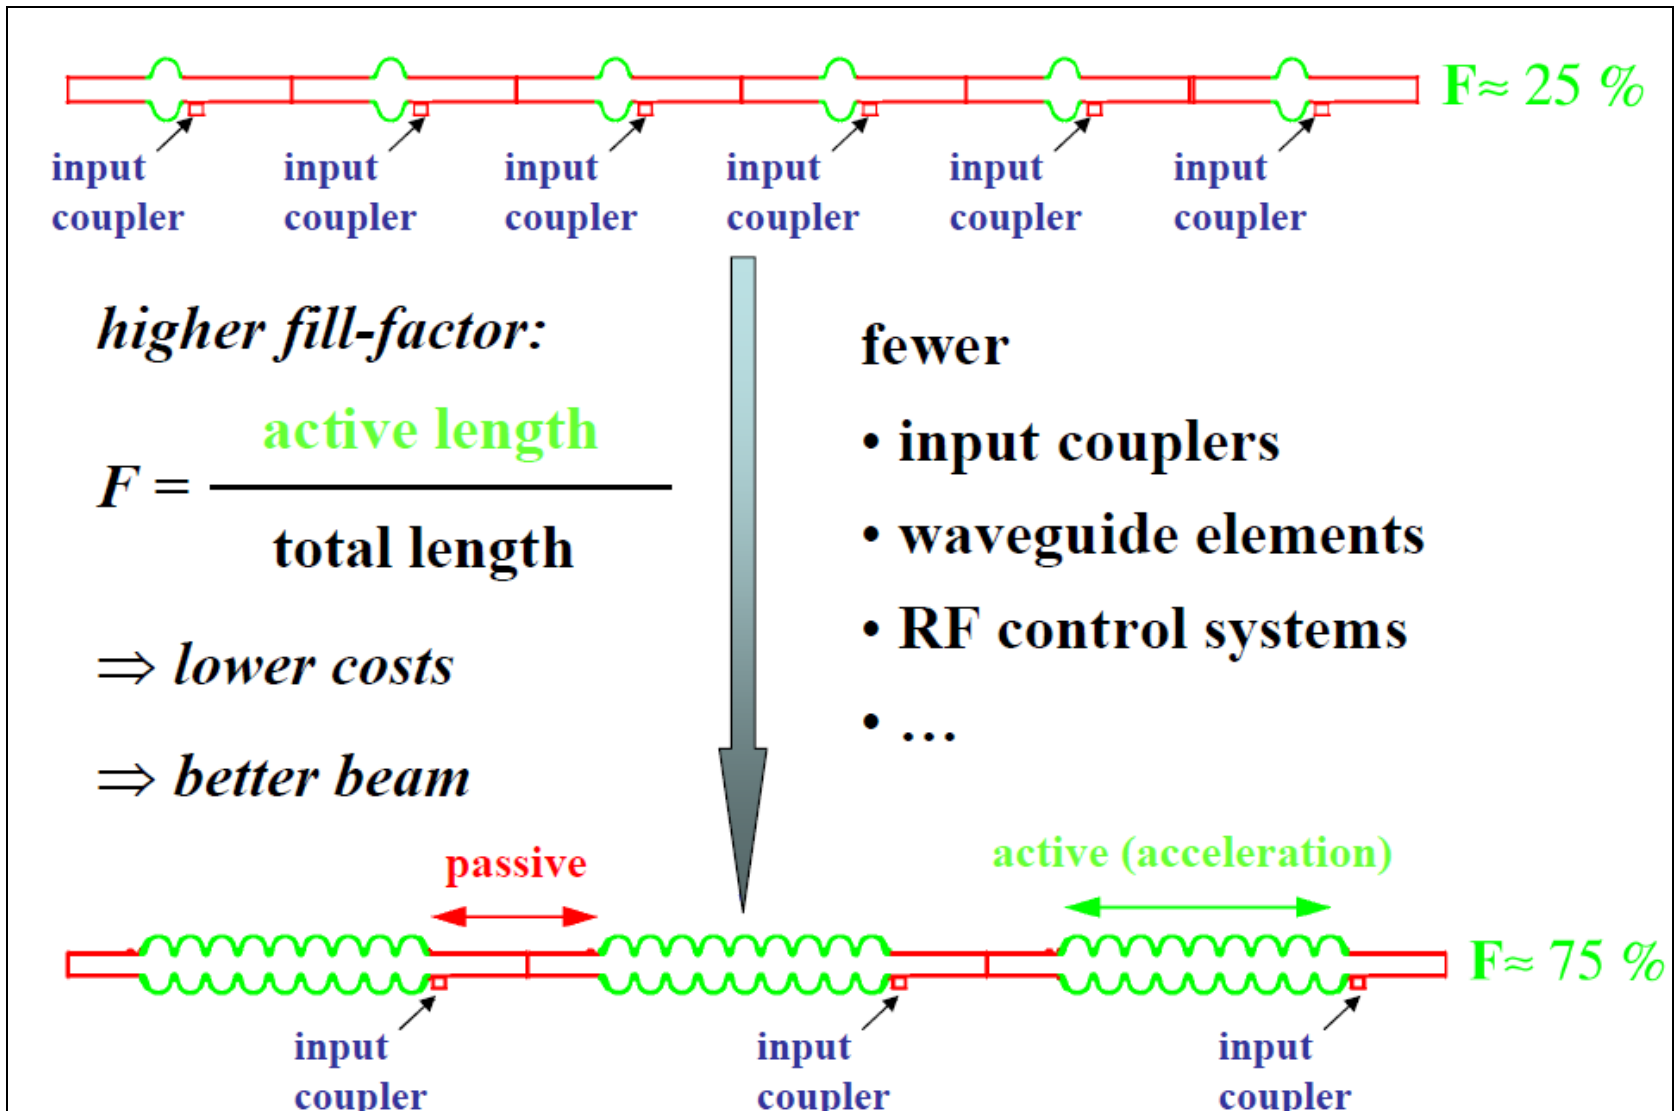 F≈ 25 %
input
coupler
input
coupler
input
coupler
input
coupler
input
coupler
input
coupler
higher fill-factor:
F = active length
total length
⇒ lower costs
⇒ better beam
fewer
• input couplers
• waveguide elements
• RF control systems
• …
passive
active (acceleration)
F≈ 75 %
input
coupler
input
coupler
input
coupler